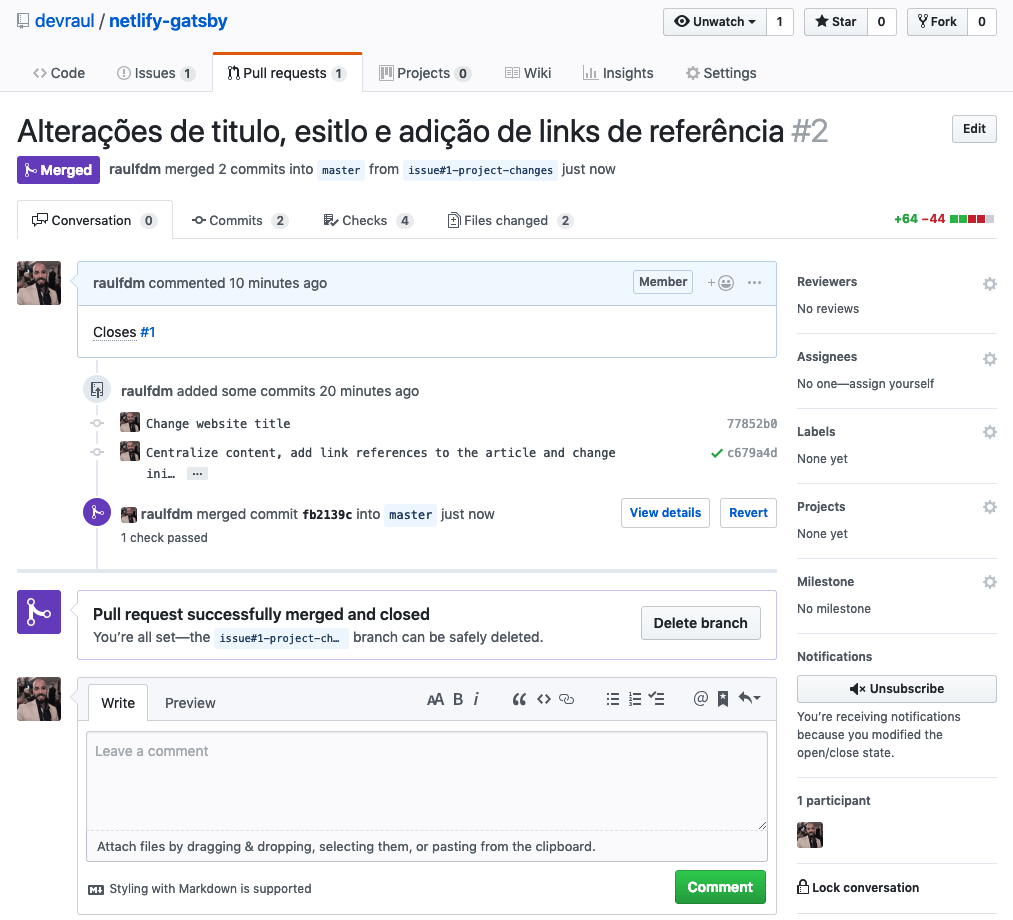 devraul / netlify-gatsby
Unwatch 1 Star 0 Fork 0
Code Issues 1 Pull requests 1 Projects 0 Wiki Insights Settings
Alterações de titulo, esitlo e adição de links de referência #2
Edit
Merged raulfdm merged 2 commits into master from issue#1-project-changes just now
Conversation 0 Commits 2 Checks 4 Files changed 2
+64 −44
raulfdm commented 10 minutes ago
Member
Closes #1
raulfdm added some commits 20 minutes ago
Change website title 77852b0
Centralize content, add link references to the article and change c679a4d
ini… …
raulfdm merged commit fb2139c into master just now
View details Revert
1 check passed
Pull request successfully merged and closed
You’re all set—the issue#1-project-ch… branch can be safely deleted.
Delete branch
Write Preview
AA B i
Leave a comment
Attach files by dragging & dropping, selecting them, or pasting from the clipboard.
Styling with Markdown is supported
Comment
Reviewers
No reviews
Assignees
No one—assign yourself
Labels
None yet
Projects
None yet
Milestone
No milestone
Notifications
Unsubscribe
You’re receiving notifications
because you modified the
open/close state.
1 participant
Lock conversation